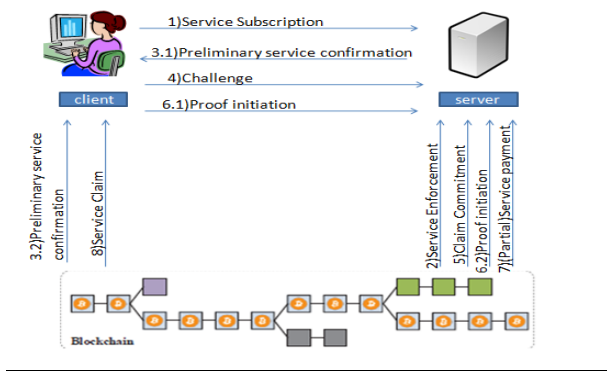 1)Service Subscription
3.1)Preliminary service confirmation
4)Challenge
6.1)Proof initiation
client
server
3.2)Preliminary service
confirmation
8)Service Claim
2)Service Enforcement
5)Claim Commitment
6.2)Proof initiation
7)(Partial)Service payment
Blockchain